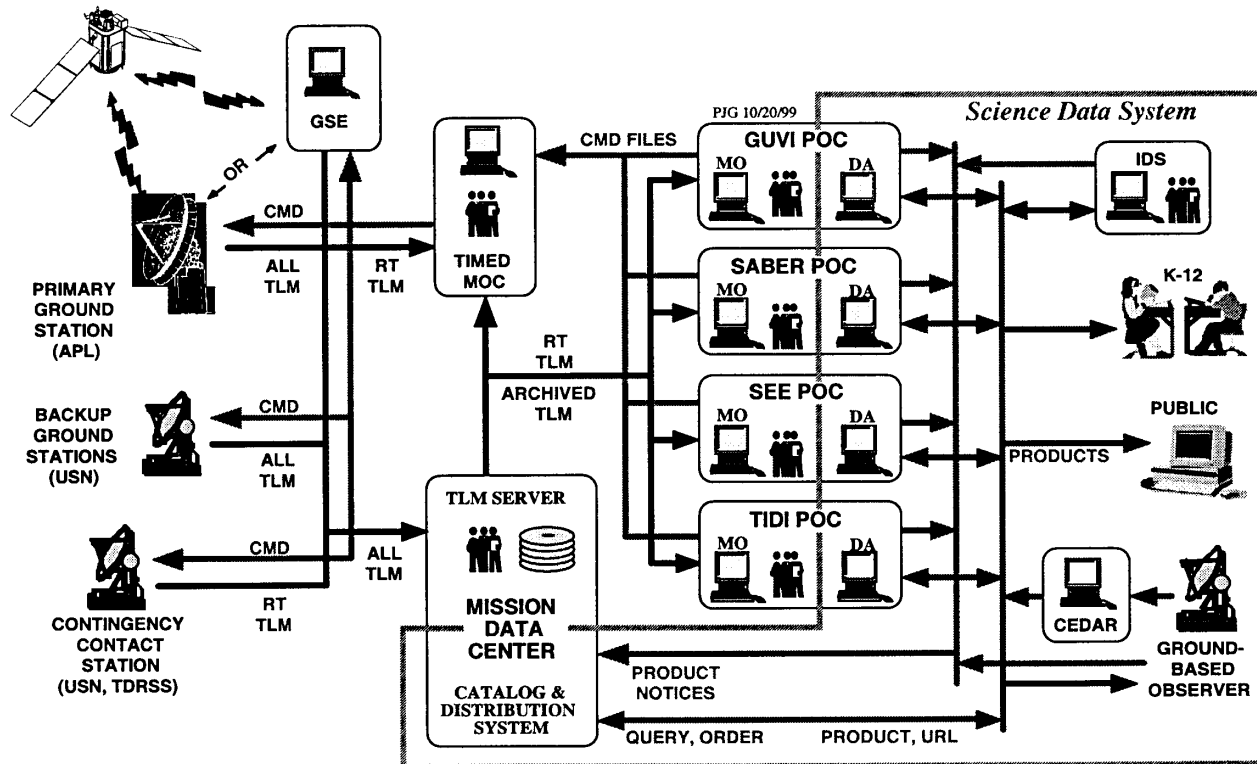 GSE
OR
PRIMARY
GROUND
STATION
(APL)
CMD
ALL
TLM
RT
TLM
TIMED
MOC
BACKUP
GROUND
STATIONS
(USN)
CMD
ALL
TLM
CONTINGENCY
CONTACT
STATION
(USN, TDRSS)
CMD
RT
TLM
ALL
TLM
CMD FILES
RT
TLM
ARCHIVED
TLM
TLM SERVER
MISSION
DATA
CENTER
CATALOG &
DISTRIBUTION
SYSTEM
PJG 10/20/99
Science Data System
GUVI POC
MO
DA
SABER POC
MO
DA
SEE POC
MO
DA
TIDI POC
MO
DA
IDS
K-12
PUBLIC
PRODUCTS
CEDAR
GROUND-
BASED
OBSERVER
PRODUCT
NOTICES
QUERY, ORDER
PRODUCT, URL